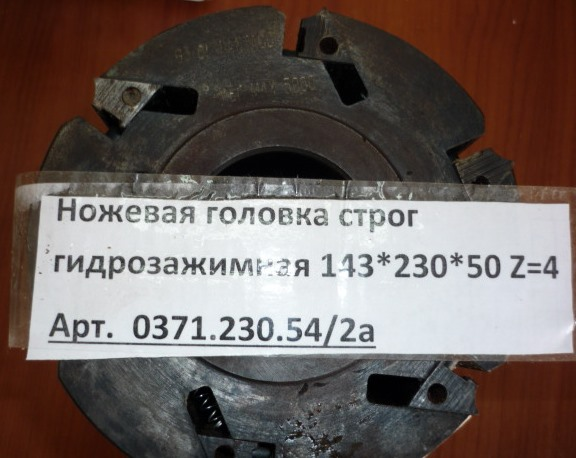 Ножевая головка строг
гидрозажимная 143*230*50 Z=4
Арт. 0371.230.54/2а